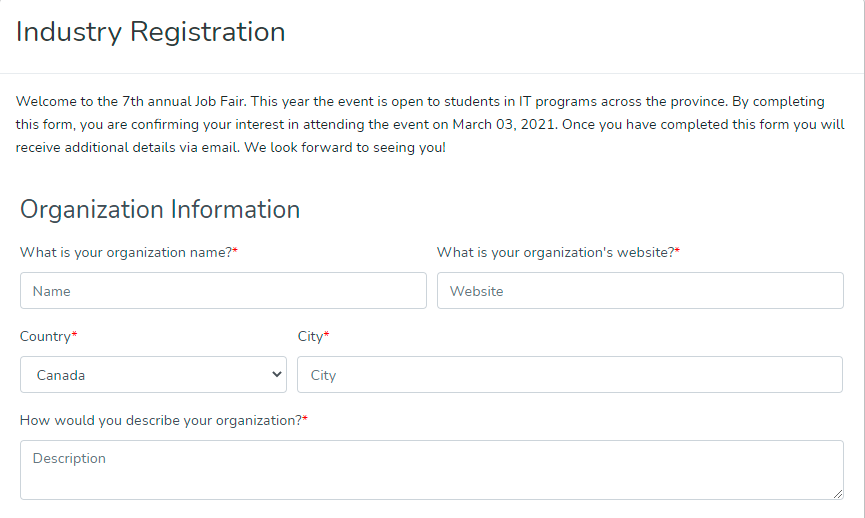 Industry Registration
Welcome to the 7th annual Job Fair. This year the event is open to students in IT programs across the province. By completing
this form, you are confirming your interest in attending the event on March 03, 2021. Once you have completed this form you will
receive additional details via email. We look forward to seeing you!
Organization Information
What is your organization name?* What is your organization's website?*
Name Website
Country* City*
Canada City
How would you describe your organization?*
Description